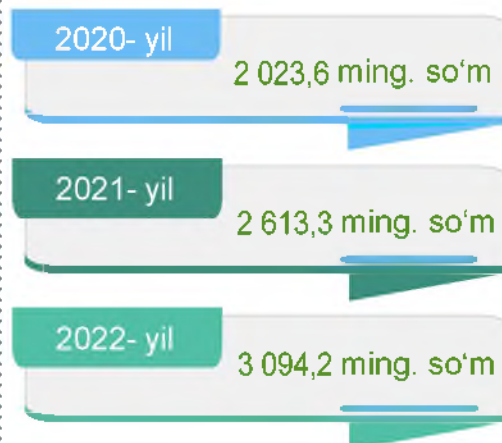 2020- yil
2 023,6 ming. so‘m
2021- yil
2 613,3 ming. so‘m
2022- yil
3 094,2 ming. so‘m